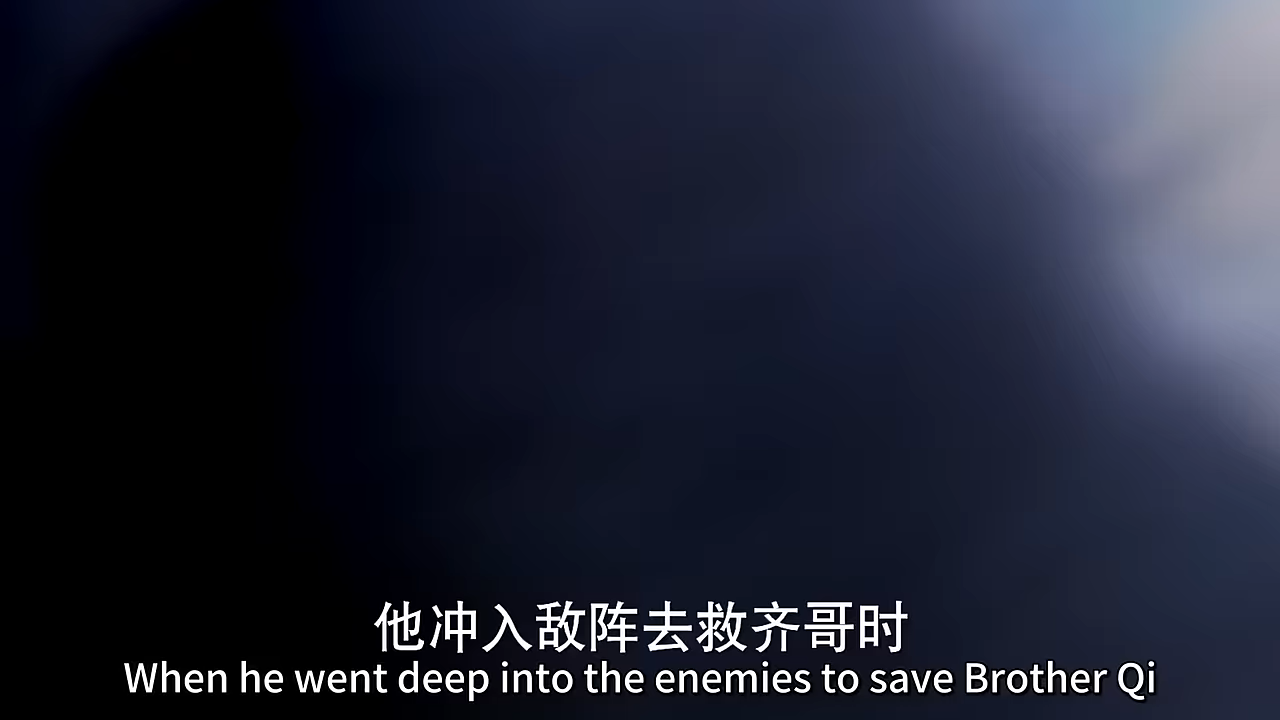 他冲入敌阵去救齐哥时
When he went deep into the enemies to save Brother Qi